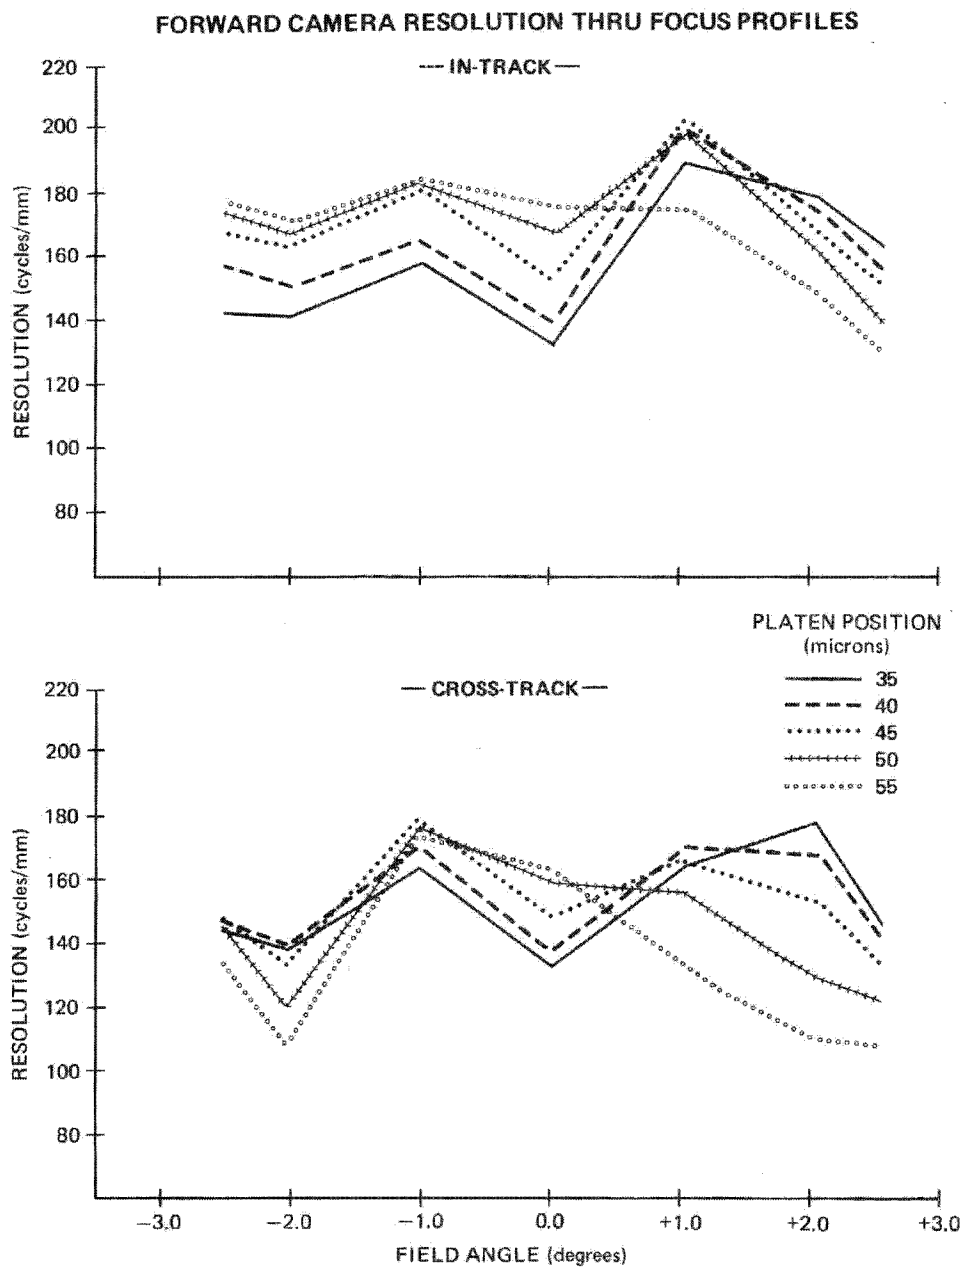 FORWARD CAMERA RESOLUTION THRU FOCUS PROFILES
--- IN-TRACK —
220
200
180
160
140
120
100
80
RESOLUTION (cycles/mm)
PLATEN POSITION
(microns)
35
40
45
50
55
— CROSS-TRACK —
220
200
180
160
140
120
100
80
RESOLUTION (cycles/mm)
−3.0 −2.0 −1.0 0.0 +1.0 +2.0 +3.0
FIELD ANGLE (degrees)